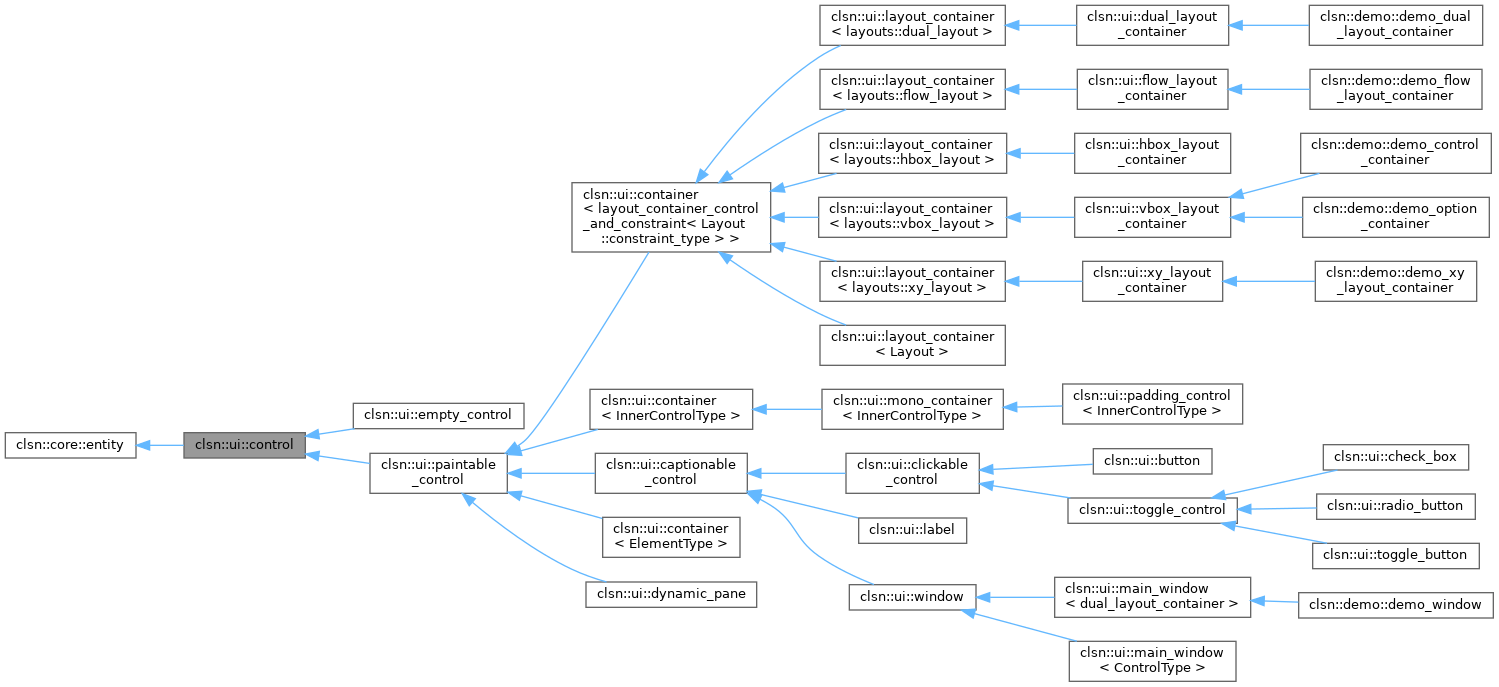 clsn::ui::layout_container
< layouts::dual_layout >
clsn::ui::dual_layout
_container
clsn::demo::demo_dual
_layout_container
clsn::ui::layout_container
< layouts::flow_layout >
clsn::ui::flow_layout
_container
clsn::demo::demo_flow
_layout_container
clsn::ui::layout_container
< layouts::hbox_layout >
clsn::ui::hbox_layout
_container
clsn::demo::demo_control
_container
clsn::ui::container
< layout_container_control
_and_constraint< Layout
::constraint_type > >
clsn::ui::layout_container
< layouts::vbox_layout >
clsn::ui::vbox_layout
_container
clsn::demo::demo_option
_container
clsn::ui::layout_container
< layouts::xy_layout >
clsn::ui::xy_layout
_container
clsn::demo::demo_xy
_layout_container
clsn::ui::layout_container
< Layout >
clsn::ui::container
< InnerControlType >
clsn::ui::mono_container
< InnerControlType >
clsn::ui::padding_control
< InnerControlType >
clsn::ui::empty_control
clsn::core::entity
clsn::ui::control
clsn::ui::paintable
_control
clsn::ui::captionable
_control
clsn::ui::clickable
_control
clsn::ui::button
clsn::ui::check_box
clsn::ui::toggle_control
clsn::ui::radio_button
clsn::ui::toggle_button
clsn::ui::container
< ElementType >
clsn::ui::label
clsn::ui::dynamic_pane
clsn::ui::window
clsn::ui::main_window
< dual_layout_container >
clsn::demo::demo_window
clsn::ui::main_window
< ControlType >